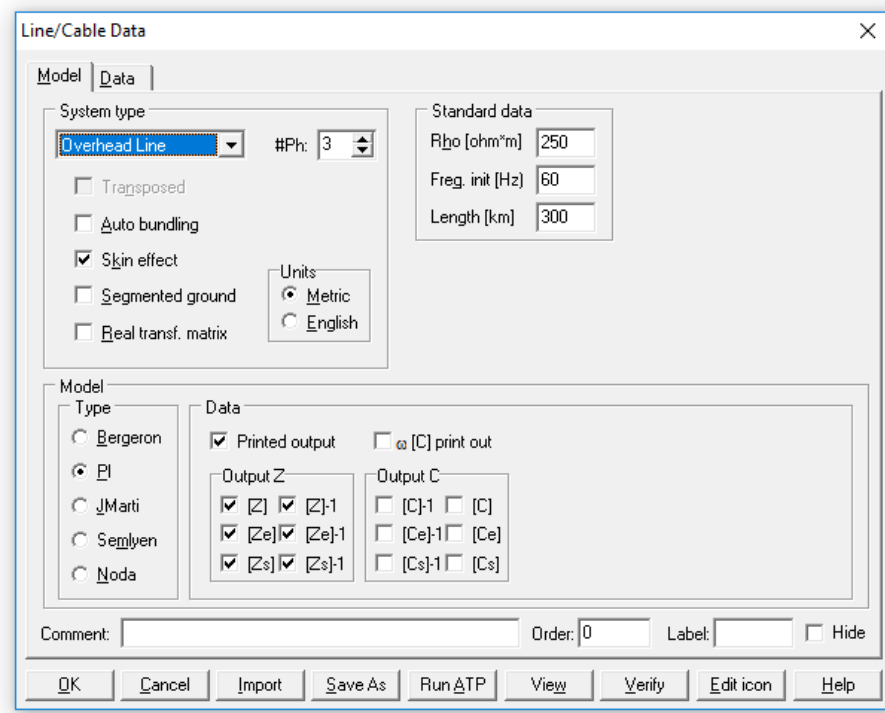 Line/Cable Data
Model Data
System type
Overhead Line #Ph: 3
Transposed
Auto bundling
Skin effect
Segmented ground
Real transf. matrix
Units
Metric
English
Standard data
Rho [ohm*m] 250
Freq. init (Hz) 60
Length [km] 300
Model
Type
Bergeron
PI
JMarti
Semlyen
Noda
Data
Printed output
ω [C] print out
Output Z
[Z] [Z]-1
[Ze] [Ze]-1
[Zs] [Zs]-1
Output C
[C]-1 [C]
[Ce]-1 [Ce]
[Cs]-1 [Cs]
Comment: Order: 0 Label: Hide
OK Cancel Import Save As Run ATP View Verify Edit icon Help